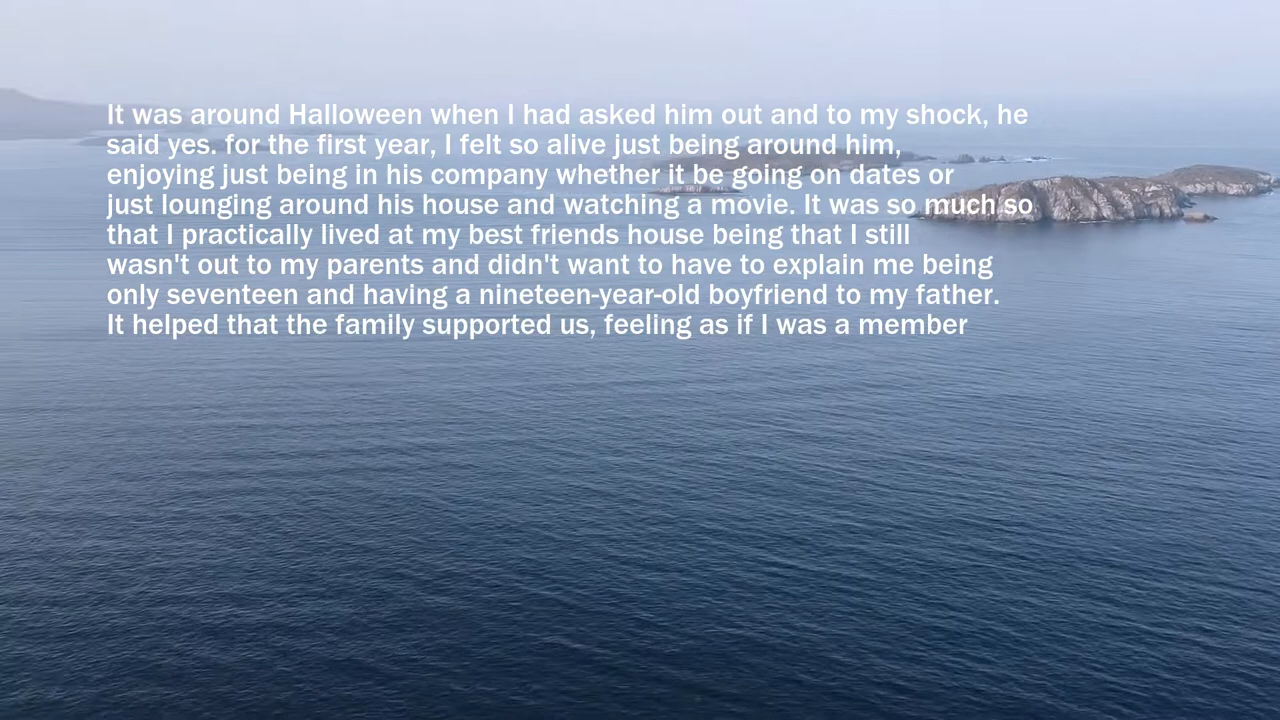 It was around Halloween when I had asked him out and to my shock, he
said yes. for the first year, I felt so alive just being around him,
enjoying just being in his company whether it be going on dates or
just lounging around his house and watching a movie. It was so much so
that I practically lived at my best friends house being that I still
wasn't out to my parents and didn't want to have to explain me being
only seventeen and having a nineteen-year-old boyfriend to my father.
It helped that the family supported us, feeling as if I was a member